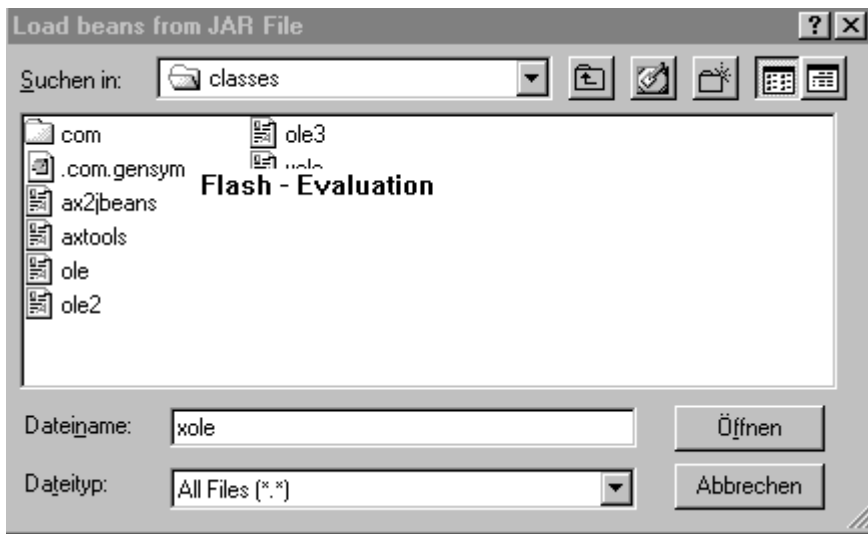 Load beans from JAR File
Suchen in: classes
com
.com.gensym
ax2jbeans
axtools
ole
ole2
ole3
Flash - Evaluation
Dateiname: xole Öffnen
Dateityp: All Files (*.*) Abbrechen